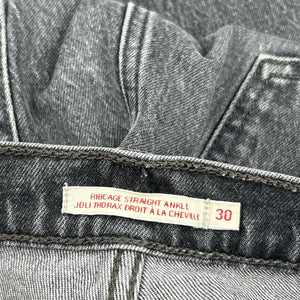 RIBCAGE STRAIGHT ANKLE
JOLI THORAX DROIT À LA CHEVILLE
30